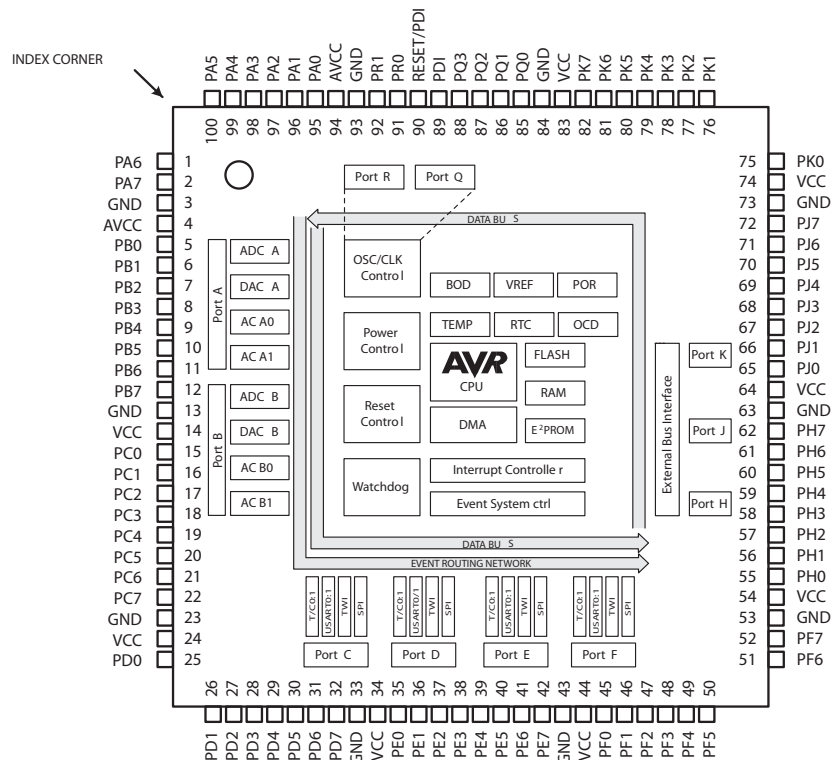 INDEX CORNER
PA5 PA4 PA3 PA2 PA1 PA0 AVCC GND PR1 PR0 RESET/PDI PDI PQ3 PQ2 PQ1 PQ0 GND VCC PK7 PK6 PK5 PK4 PK3 PK2 PK1
100 99 98 97 96 95 94 93 92 91 90 89 88 87 86 85 84 83 82 81 80 79 78 77 76
PA6 1
PA7 2
GND 3
AVCC 4
PB0 5
PB1 6
PB2 7
PB3 8
PB4 9
PB5 10
PB6 11
PB7 12
GND 13
VCC 14
PC0 15
PC1 16
PC2 17
PC3 18
PC4 19
PC5 20
PC6 21
PC7 22
GND 23
VCC 24
PD0 25
Port R
Port Q
DATA BU S
Port A
ADC A
DAC A
AC A0
AC A1
Port B
ADC B
DAC B
AC B0
AC B1
OSC/CLK
Control
Power
Control
Reset
Control
Watchdog
BOD
VREF
POR
TEMP
RTC
OCD
AVR
CPU
FLASH
RAM
DMA
E²PROM
Interrupt Controlle r
Event System ctrl
External Bus Interface
Port K
Port J
Port H
DATA BU S
EVENT ROUTING NETWORK
T/C0:1 USART0:1 TWI SPI
T/C0:1 USART0/1 TWI SPI
T/C0:1 USART0:1 TWI SPI
T/C0:1 USART0:1 TWI SPI
Port C
Port D
Port E
Port F
75 PK0
74 VCC
73 GND
72 PJ7
71 PJ6
70 PJ5
69 PJ4
68 PJ3
67 PJ2
66 PJ1
65 PJ0
64 VCC
63 GND
62 PH7
61 PH6
60 PH5
59 PH4
58 PH3
57 PH2
56 PH1
55 PH0
54 VCC
53 GND
52 PF7
51 PF6
26 27 28 29 30 31 32 33 34 35 36 37 38 39 40 41 42 43 44 45 46 47 48 49 50
PD1 PD2 PD3 PD4 PD5 PD6 PD7 GND VCC PE0 PE1 PE2 PE3 PE4 PE5 PE6 PE7 GND VCC PF0 PF1 PF2 PF3 PF4 PF5